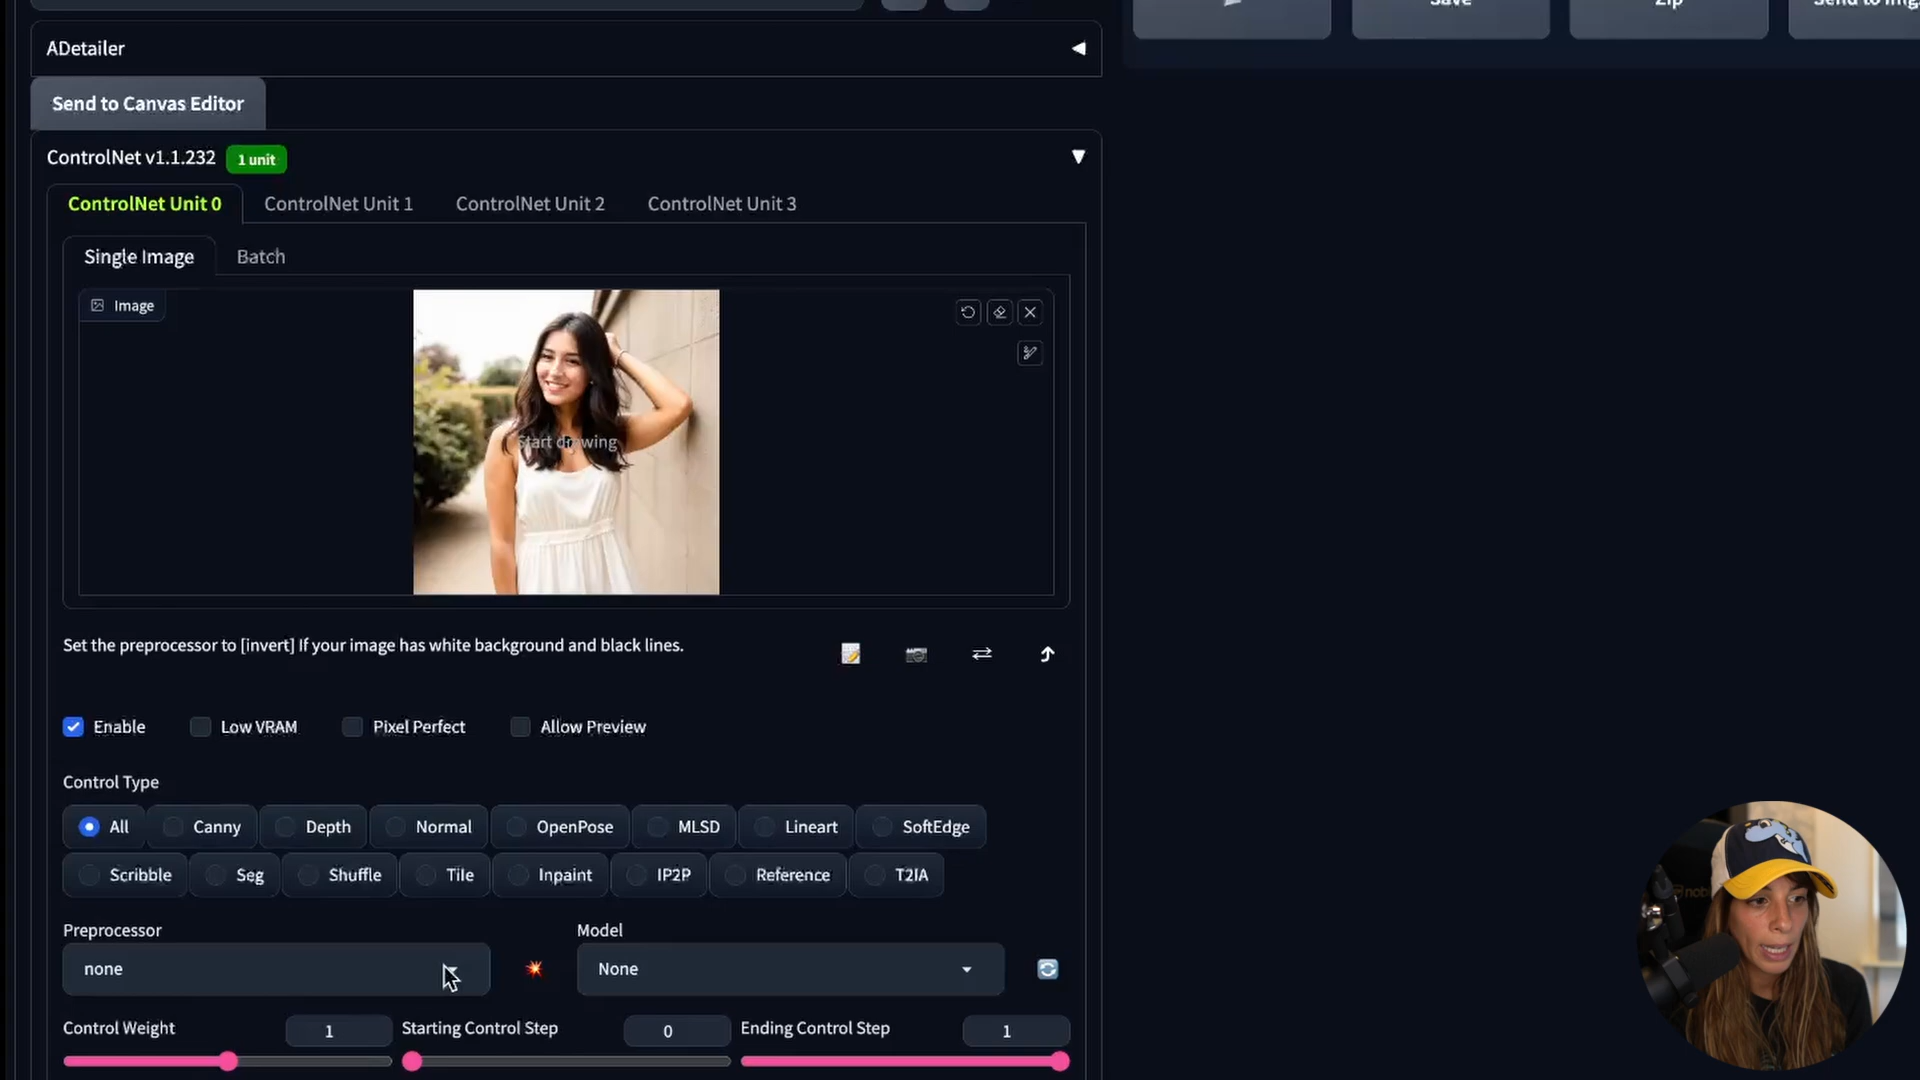 Save
Zip
ADetailer
Send to Canvas Editor
ControlNet v1.1.232 1 unit
ControlNet Unit 0 ControlNet Unit 1 ControlNet Unit 2 ControlNet Unit 3
Single Image Batch
Image
Start drawing
Set the preprocessor to [invert] If your image has white background and black lines.
Enable Low VRAM Pixel Perfect Allow Preview
Control Type
All Canny Depth Normal OpenPose MLSD Lineart SoftEdge
Scribble Seg Shuffle Tile Inpaint IP2P Reference T2IA
Preprocessor Model
none None
Control Weight 1 Starting Control Step 0 Ending Control Step 1